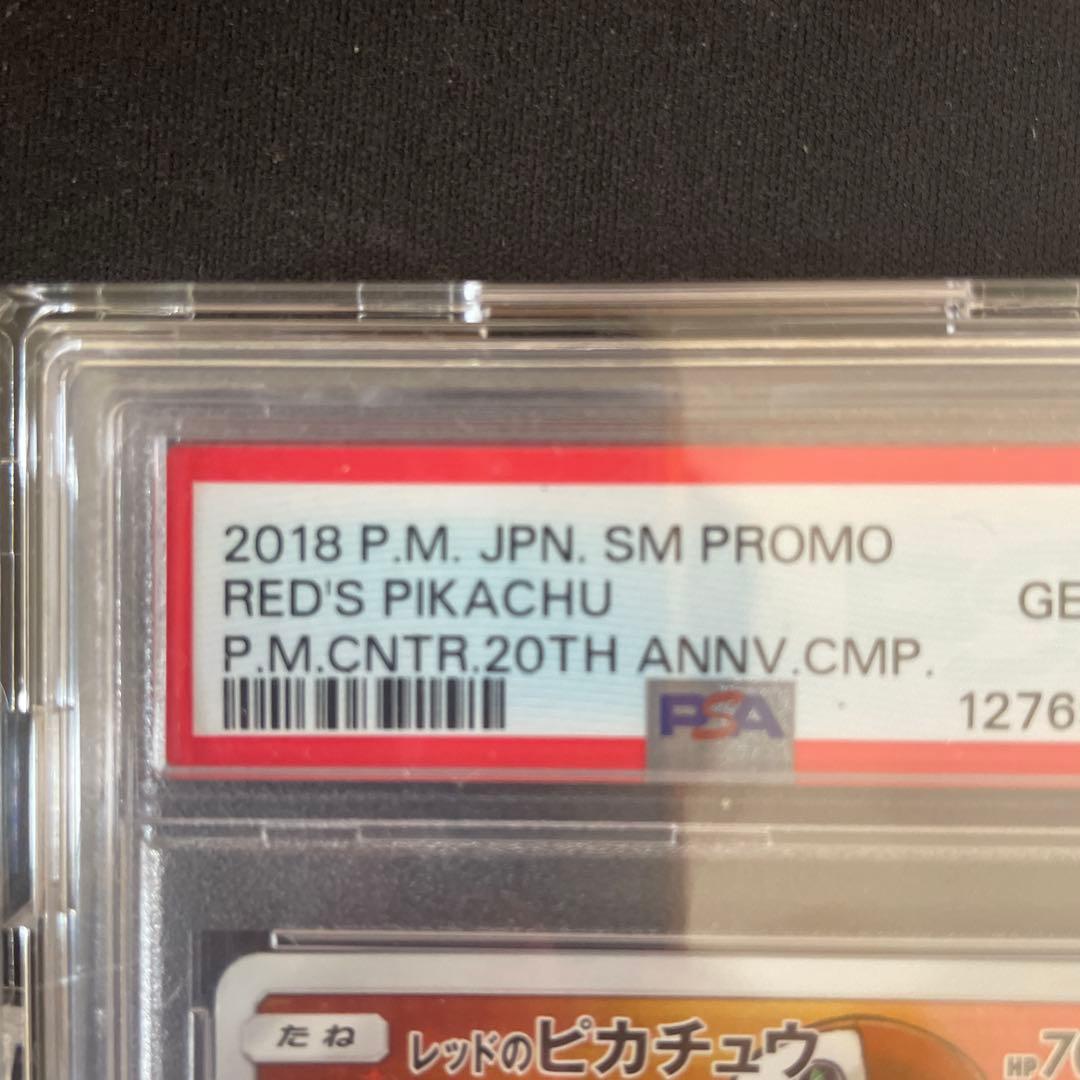 2018 P.M. JPN. SM PROMO
RED'S PIKACHU GE
P.M.CNTR.20TH ANNV.CMP.
PSA 1276
たね レッドのピカチュウ HP70